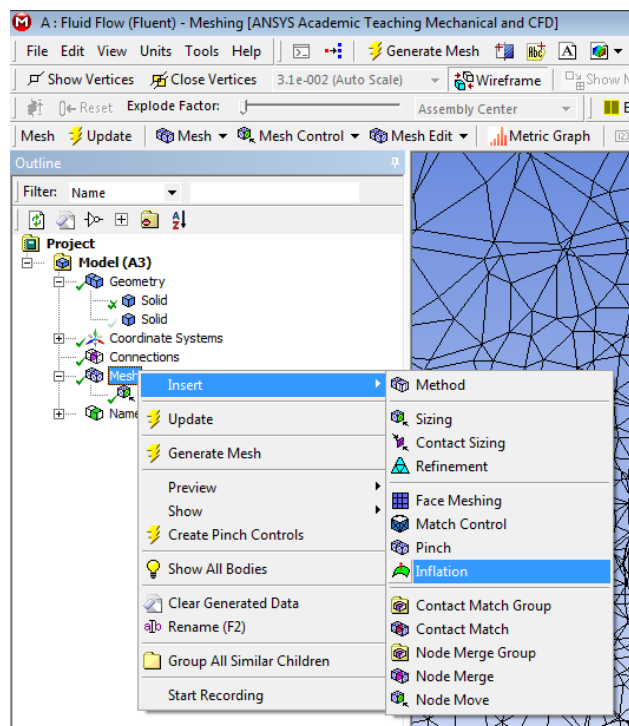 A : Fluid Flow (Fluent) - Meshing [ANSYS Academic Teaching Mechanical and CFD]
File Edit View Units Tools Help Generate Mesh A
Show Vertices Close Vertices 3.1e-002 (Auto Scale) Wireframe Show
Reset Explode Factor: Assembly Center
Mesh Update Mesh Mesh Control Mesh Edit Metric Graph
Outline
Filter: Name
Project
Model (A3)
Geometry
Solid
Solid
Coordinate Systems
Connections
Mesh
Name
Insert
Update
Generate Mesh
Preview
Show
Create Pinch Controls
Show All Bodies
Clear Generated Data
Rename (F2)
Group All Similar Children
Start Recording
Method
Sizing
Contact Sizing
Refinement
Face Meshing
Match Control
Pinch
Inflation
Contact Match Group
Contact Match
Node Merge Group
Node Merge
Node Move